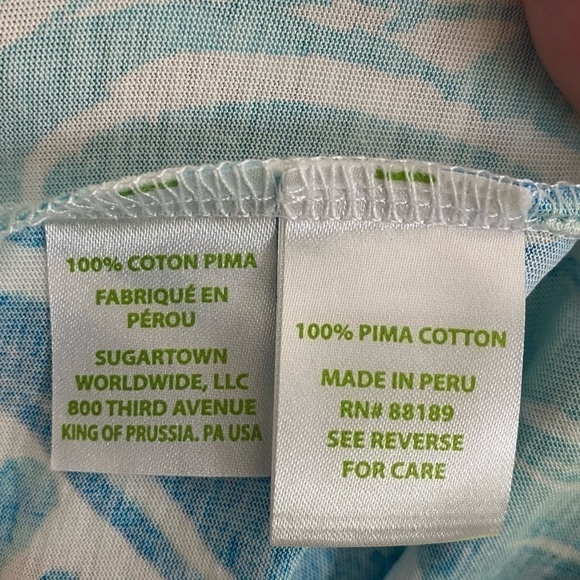 100% COTON PIMA
FABRIQUÉ EN
PÉROU
SUGARTOWN
WORLDWIDE, LLC
800 THIRD AVENUE
KING OF PRUSSIA. PA USA
100% PIMA COTTON
MADE IN PERU
RN# 88189
SEE REVERSE
FOR CARE